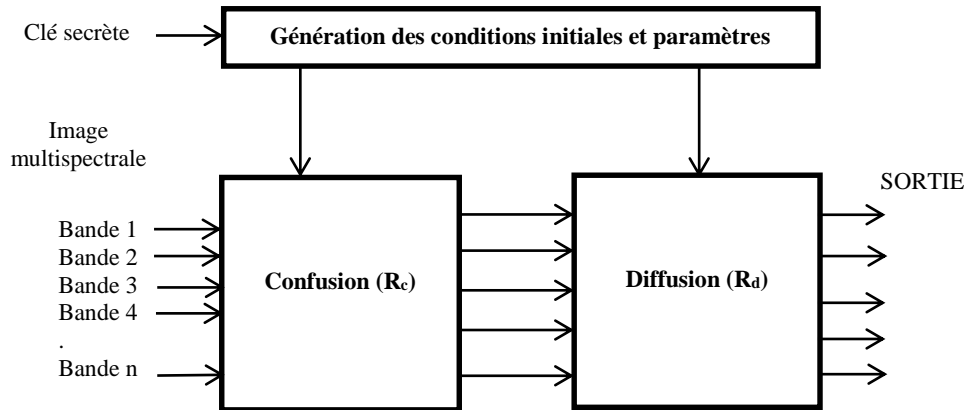 Clé secrète
Génération des conditions initiales et paramètres
Image
multispectrale
SORTIE
Bande 1
Bande 2
Bande 3
Bande 4
.
Bande n
Confusion (Rc)
Diffusion (Rd)